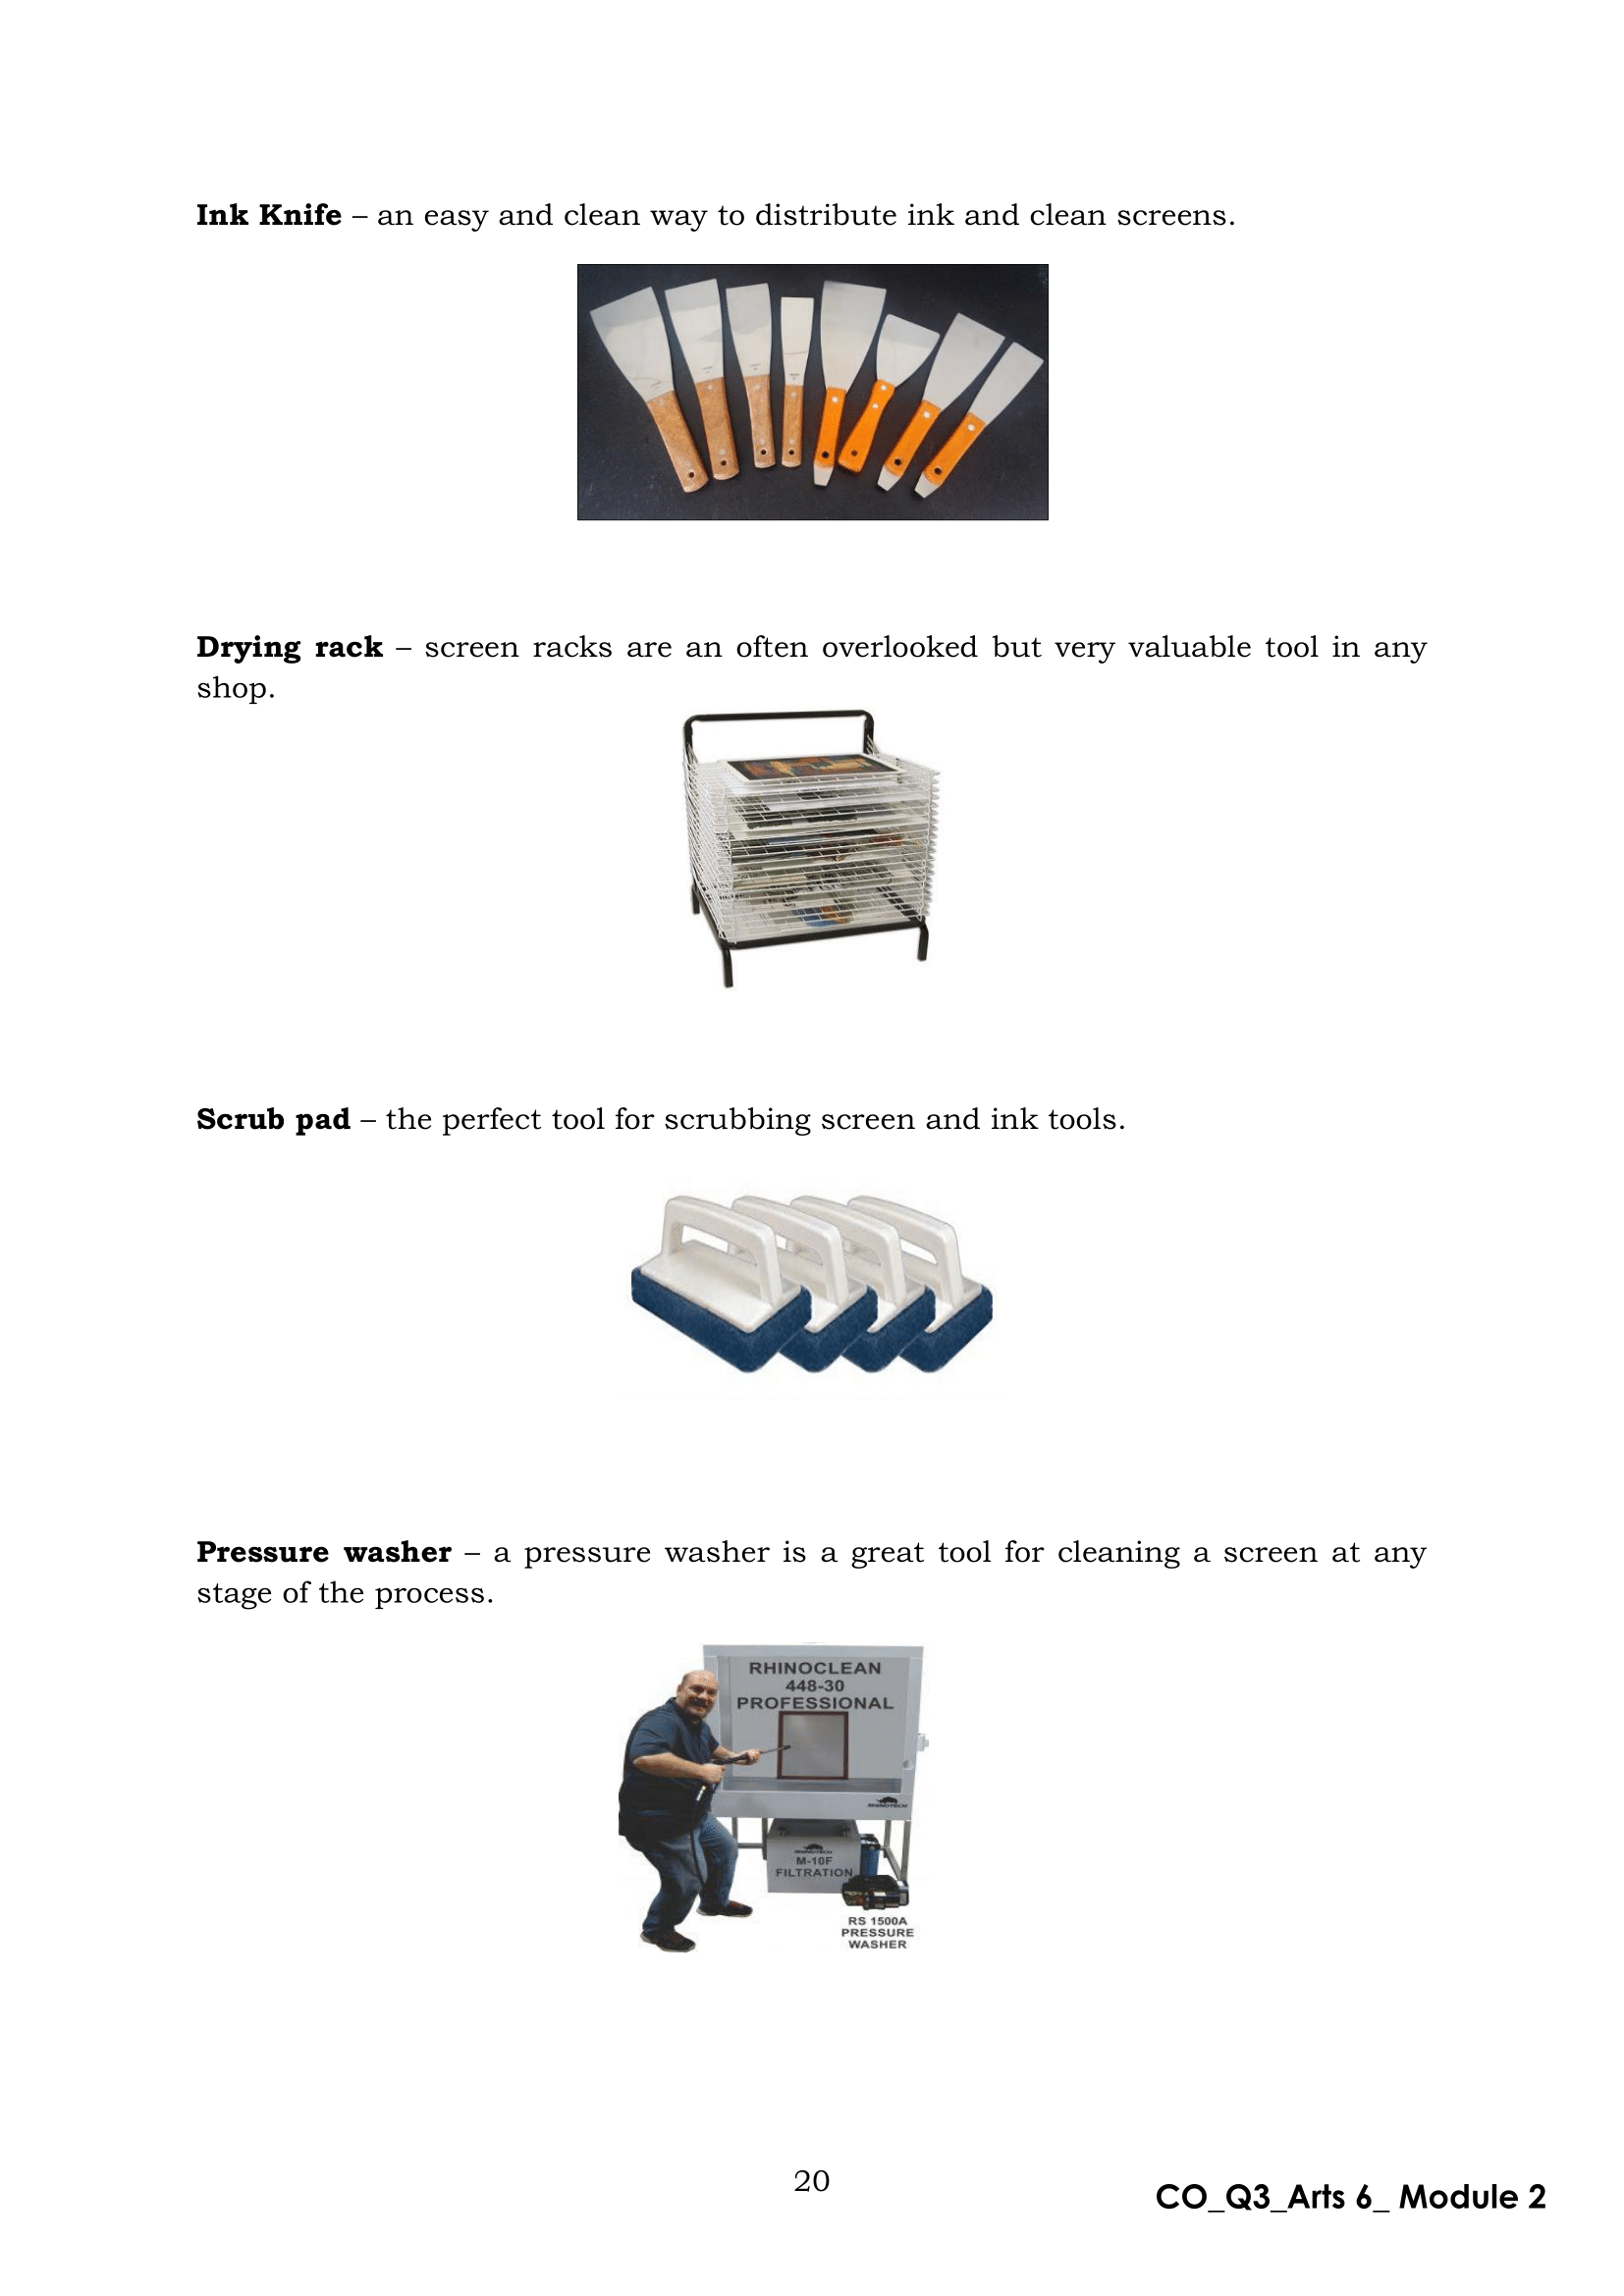 Ink Knife – an easy and clean way to distribute ink and clean screens.
Drying rack – screen racks are an often overlooked but very valuable tool in any
shop.
Scrub pad – the perfect tool for scrubbing screen and ink tools.
Pressure washer – a pressure washer is a great tool for cleaning a screen at any
stage of the process.
RHINOCLEAN
448-30
PROFESSIONAL
RHINOTECH
RHINOTECH
M-10F
FILTRATION
RS 1500A
PRESSURE
WASHER
20
CO_Q3_Arts 6_ Module 2